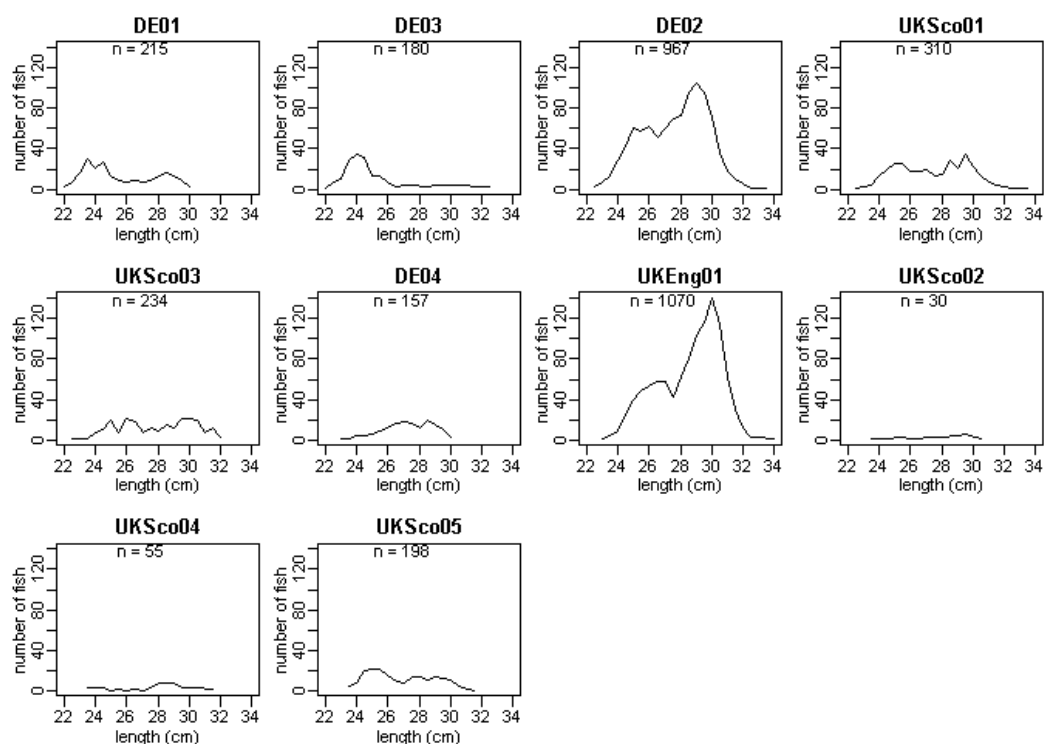 DE01
n = 215
number of fish
0 40 80 120
22 24 26 28 30 32 34
length (cm)
DE03
n = 180
number of fish
0 40 80 120
22 24 26 28 30 32 34
length (cm)
DE02
n = 967
number of fish
0 40 80 120
22 24 26 28 30 32 34
length (cm)
UKSco01
n = 310
number of fish
0 40 80 120
22 24 26 28 30 32 34
length (cm)
UKSco03
n = 234
number of fish
0 40 80 120
22 24 26 28 30 32 34
length (cm)
DE04
n = 157
number of fish
0 40 80 120
22 24 26 28 30 32 34
length (cm)
UKEng01
n = 1070
number of fish
0 40 80 120
22 24 26 28 30 32 34
length (cm)
UKSco02
n = 30
number of fish
0 40 80 120
22 24 26 28 30 32 34
length (cm)
UKSco04
n = 55
number of fish
0 40 80 120
22 24 26 28 30 32 34
length (cm)
UKSco05
n = 198
number of fish
0 40 80 120
22 24 26 28 30 32 34
length (cm)